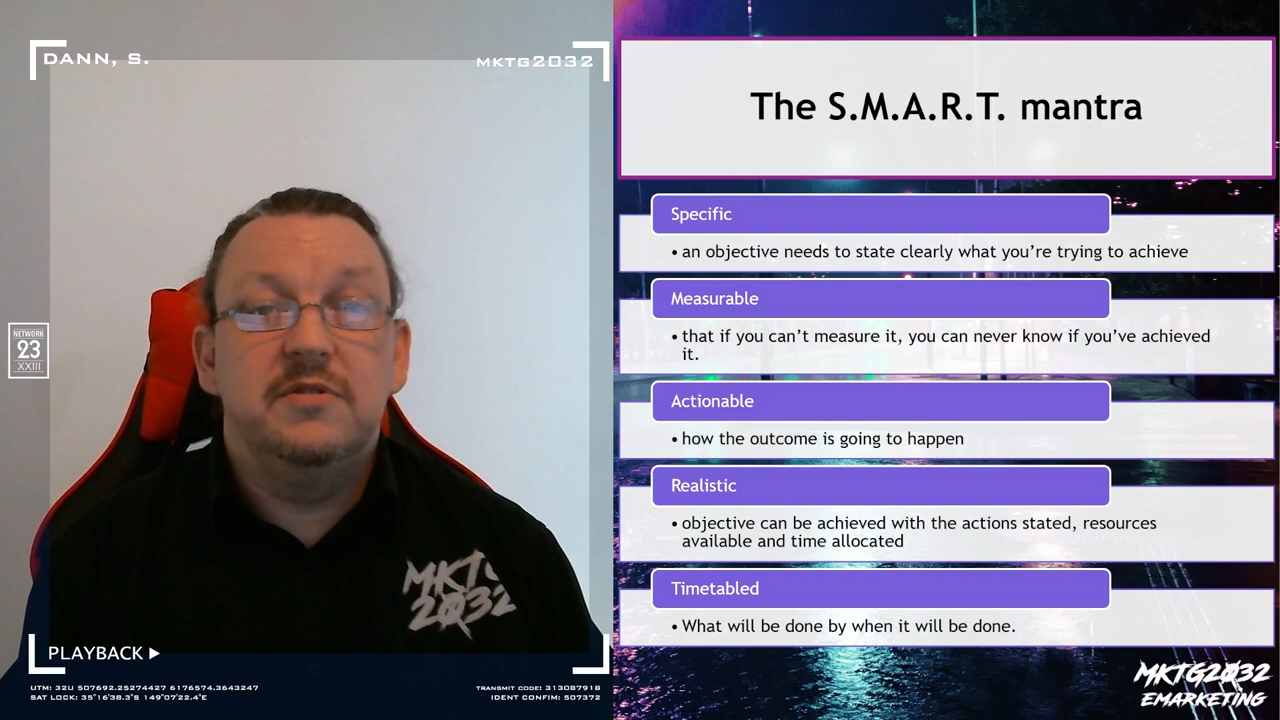 DANN, S.
MKTG2032
NETWORK
23
XXIII
MKTG
2032
PLAYBACK
UTM: 32U 507692.25274427 6176574.3643247
SAT LOCK: 35°16'38.3"S 149°07'22.4"E
TRANSMIT CODE: 313087918
IDENT CONFIM: 507372
The S.M.A.R.T. mantra
Specific
• an objective needs to state clearly what you’re trying to achieve
Measurable
• that if you can’t measure it, you can never know if you’ve achieved
it.
Actionable
• how the outcome is going to happen
Realistic
• objective can be achieved with the actions stated, resources
available and time allocated
Timetabled
• What will be done by when it will be done.
MKTG2032
EMARKETING